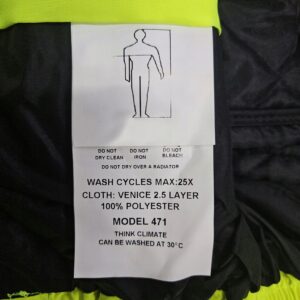 DO NOT DRY CLEAN
DO NOT IRON
DO NOT BLEACH
DO NOT DRY OVER A RADIATOR
WASH CYCLES MAX:25X
CLOTH: VENICE 2.5 LAYER
100% POLYESTER
MODEL 471
THINK CLIMATE
CAN BE WASHED AT 30°C